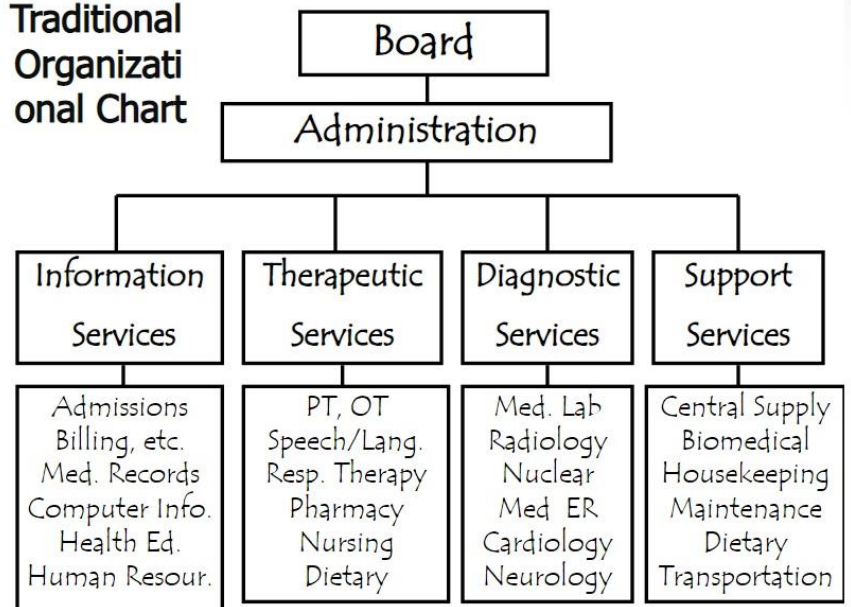 Traditional
Organizati
onal Chart
Board
Administration
Information
Services
Therapeutic
Services
Diagnostic
Services
Support
Services
Admissions
Billing, etc.
Med. Records
Computer Info.
Health Ed.
Human Resour.
PT, OT
Speech/Lang.
Resp. Therapy
Pharmacy
Nursing
Dietary
Med. Lab
Radiology
Nuclear
Med ER
Cardiology
Neurology
Central Supply
Biomedical
Housekeeping
Maintenance
Dietary
Transportation